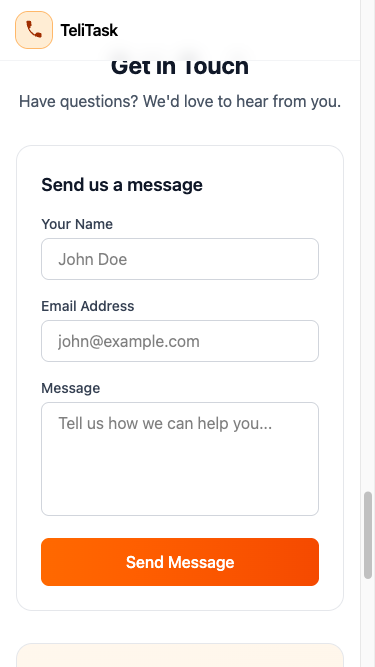 TeliTask
Get in Touch
Have questions? We'd love to hear from you.
Send us a message
Your Name
John Doe
Email Address
john@example.com
Message
Tell us how we can help you...
Send Message